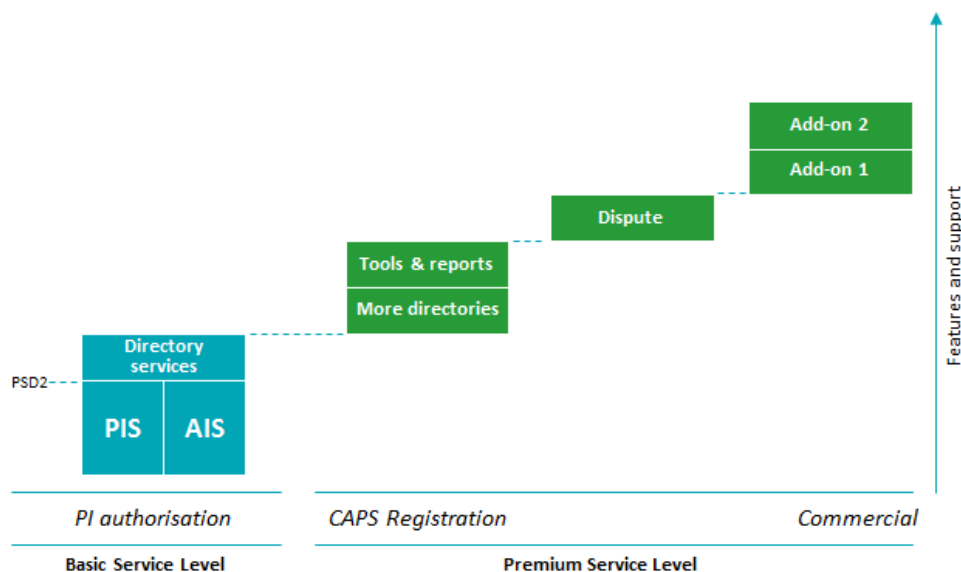 Add-on 2
Add-on 1
Dispute
Tools & reports
More directories
Directory
services
PSD2
PIS
AIS
Features and support
PI authorisation
CAPS Registration
Commercial
Basic Service Level
Premium Service Level